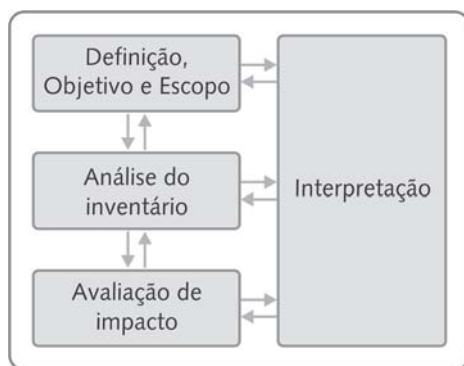 Definição,
Objetivo e Escopo
Análise do
inventário
Interpretação
Avaliação de
impacto